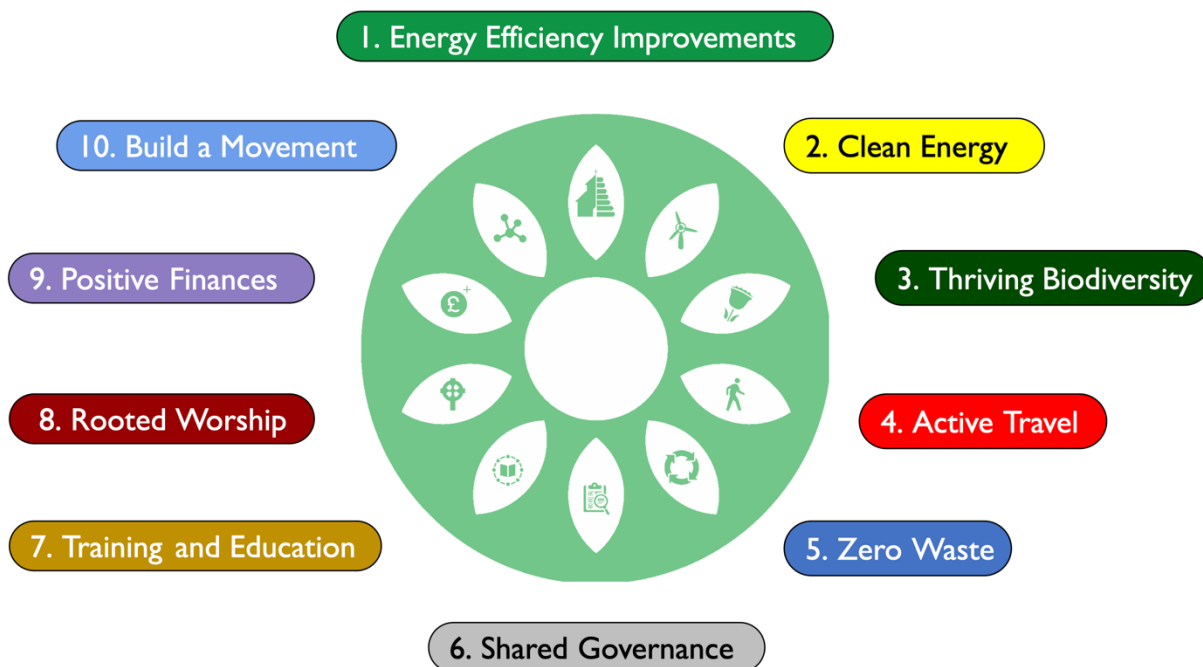 1. Energy Efficiency Improvements
2. Clean Energy
3. Thriving Biodiversity
4. Active Travel
5. Zero Waste
6. Shared Governance
7. Training and Education
8. Rooted Worship
9. Positive Finances
10. Build a Movement
£+